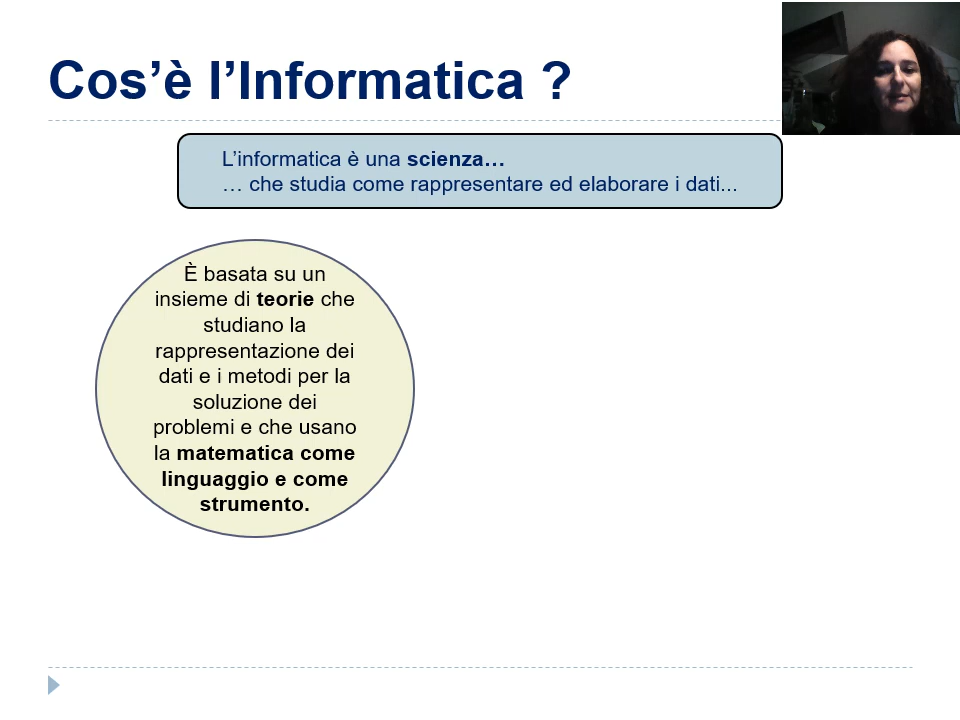 Cos’è l’Informatica ?
L’informatica è una scienza…
… che studia come rappresentare ed elaborare i dati...
È basata su un
insieme di teorie che
studiano la
rappresentazione dei
dati e i metodi per la
soluzione dei
problemi e che usano
la matematica come
linguaggio e come
strumento.